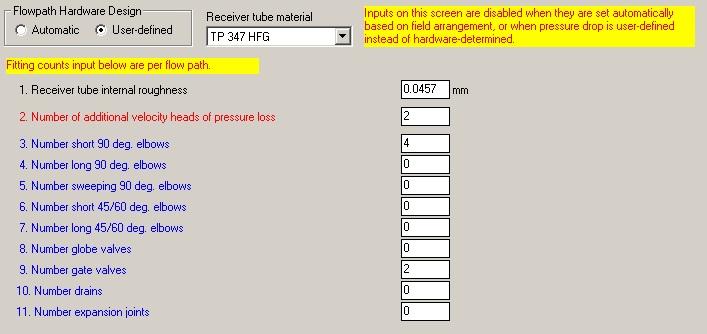 Flowpath Hardware Design
Automatic
User-defined
Receiver tube material
TP 347 HFG
Inputs on this screen are disabled when they are set automatically
based on field arrangement, or when pressure drop is user-defined
instead of hardware-determined.
Fitting counts input below are per flow path.
1. Receiver tube internal roughness 0.0457 mm
2. Number of additional velocity heads of pressure loss 2
3. Number short 90 deg. elbows 4
4. Number long 90 deg. elbows 0
5. Number sweeping 90 deg. elbows 0
6. Number short 45/60 deg. elbows 0
7. Number long 45/60 deg. elbows 0
8. Number globe valves 0
9. Number gate valves 2
10. Number drains 0
11. Number expansion joints 0